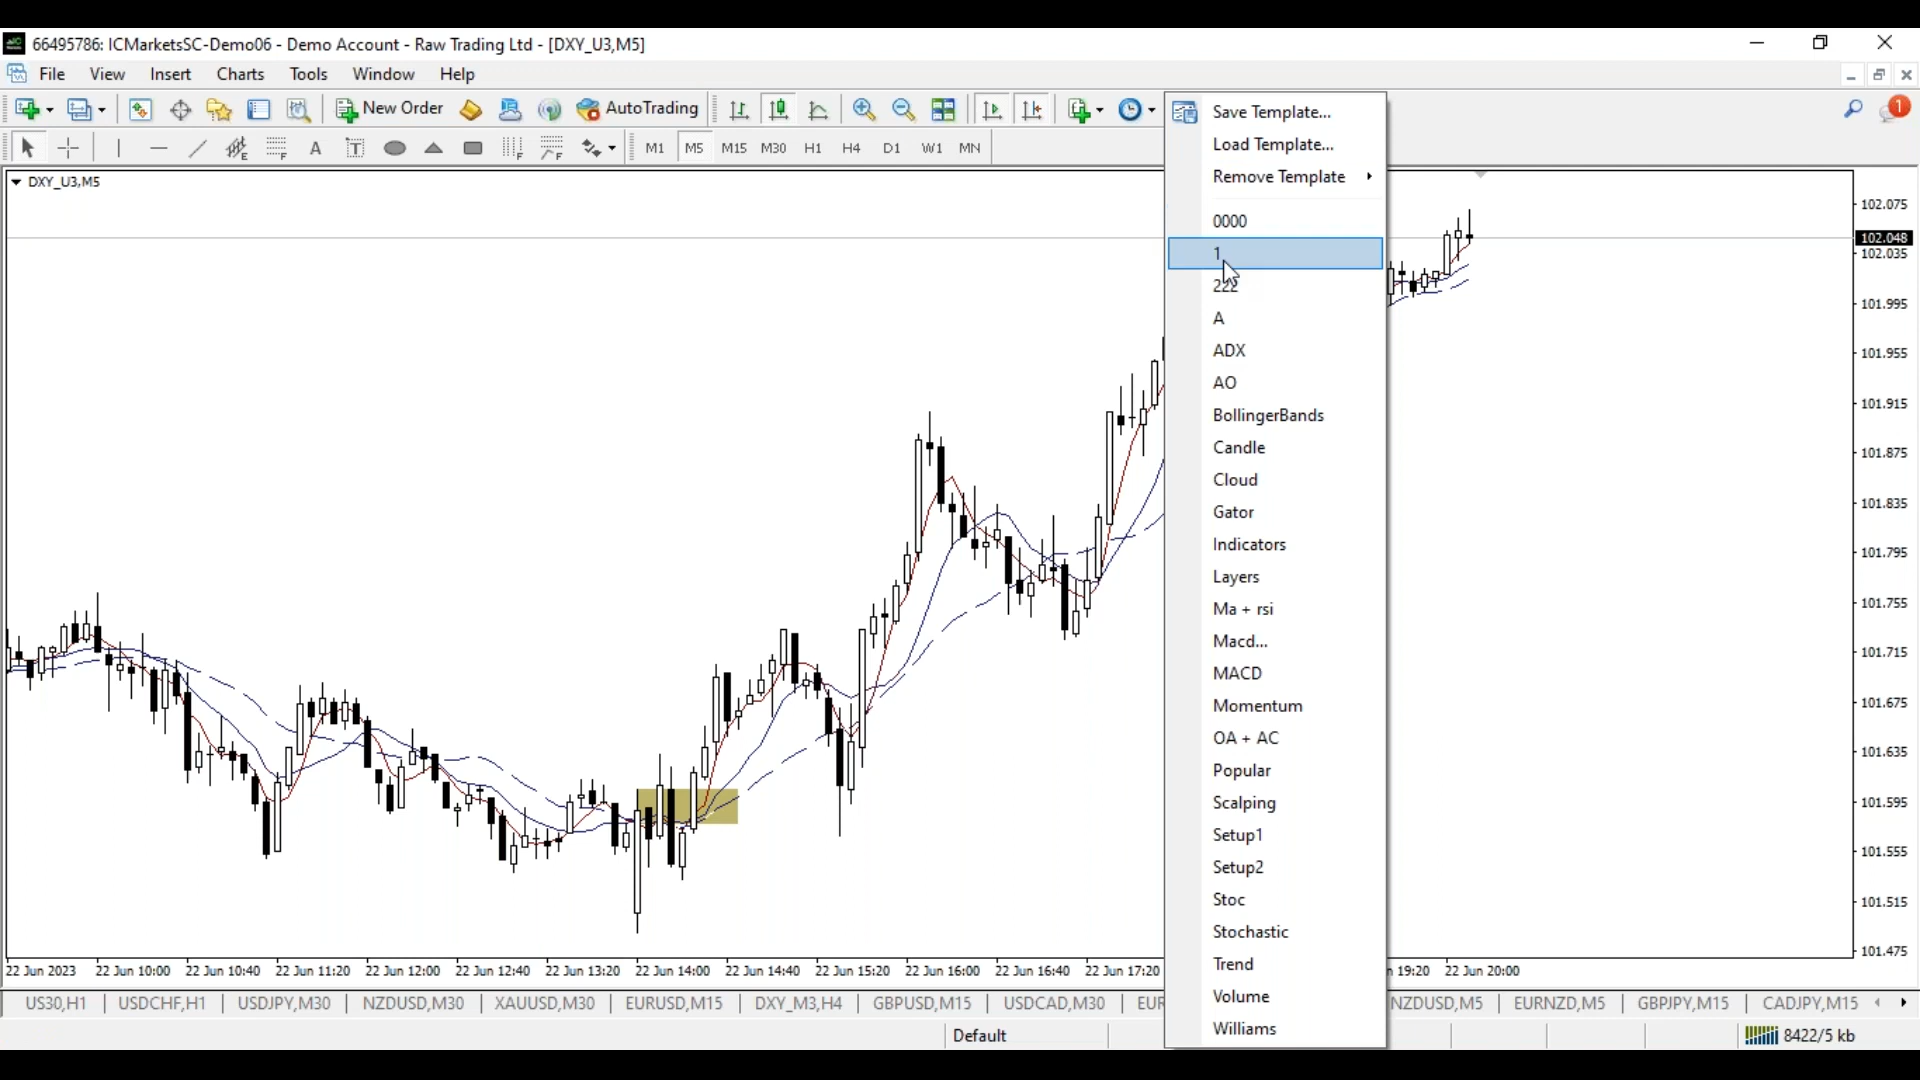 66495786: ICMarketsSC-Demo06 - Demo Account - Raw Trading Ltd - [DXY_U3,M5]
File View Insert Charts Tools Window Help
New Order AutoTrading 1
A T M1 M5 M15 M30 H1 H4 D1 W1 MN
DXY_U3,M5
Save Template...
Load Template...
Remove Template
0000
1
222
A
ADX
AO
BollingerBands
Candle
Cloud
Gator
Indicators
Layers
Ma + rsi
Macd...
MACD
Momentum
OA + AC
Popular
Scalping
Setup1
Setup2
Stoc
Stochastic
Trend
Volume
Williams
102.075
102.048
102.035
101.995
101.955
101.915
101.875
101.835
101.795
101.755
101.715
101.675
101.635
101.595
101.555
101.515
101.475
22 Jun 2023 22 Jun 10:00 22 Jun 10:40 22 Jun 11:20 22 Jun 12:00 22 Jun 12:40 22 Jun 13:20 22 Jun 14:00 22 Jun 14:40 22 Jun 15:20 22 Jun 16:00 22 Jun 16:40 22 Jun 17:20 n 19:20 22 Jun 20:00
US30,H1 USDCHF,H1 USDJPY,M30 NZDUSD,M30 XAUUSD,M30 EURUSD,M15 DXY_M3,H4 GBPUSD,M15 USDCAD,M30 EUR NZDUSD,M5 EURNZD,M5 GBPJPY,M15 CADJPY,M15
Default 8422/5 kb